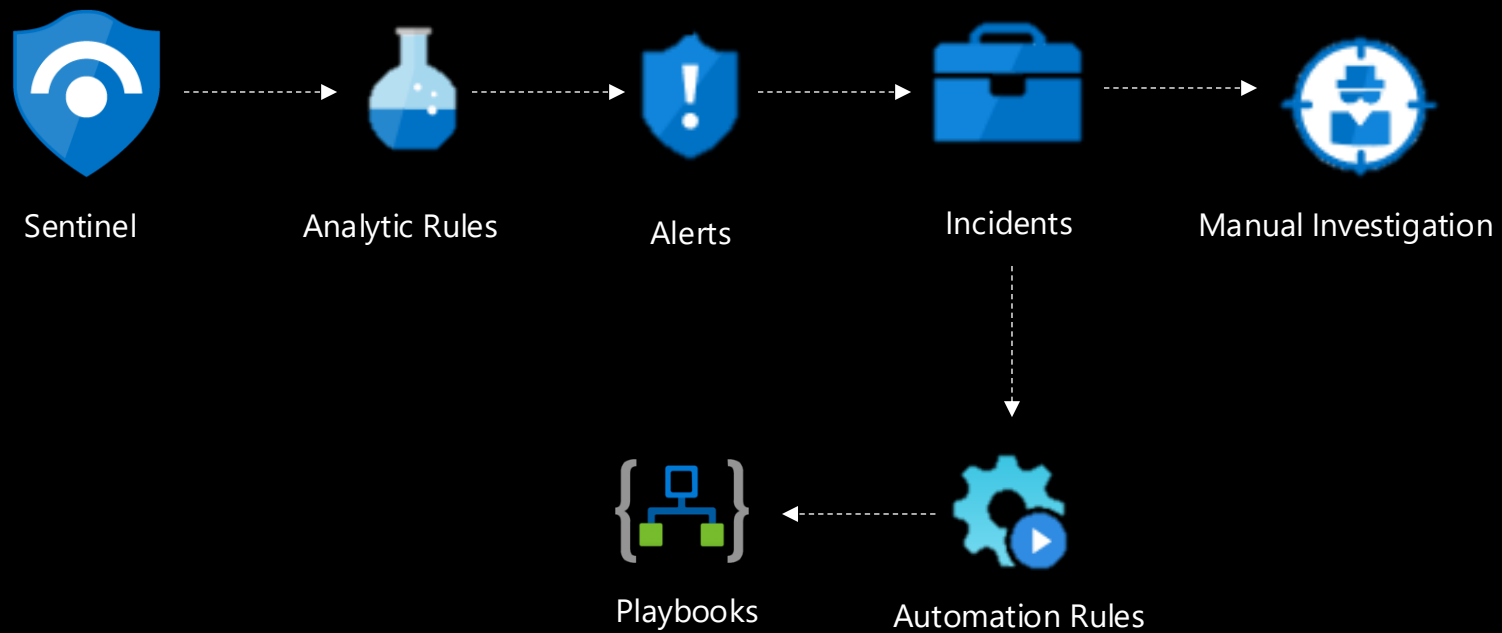 Sentinel
Analytic Rules
Alerts
Incidents
Manual Investigation
Playbooks
Automation Rules